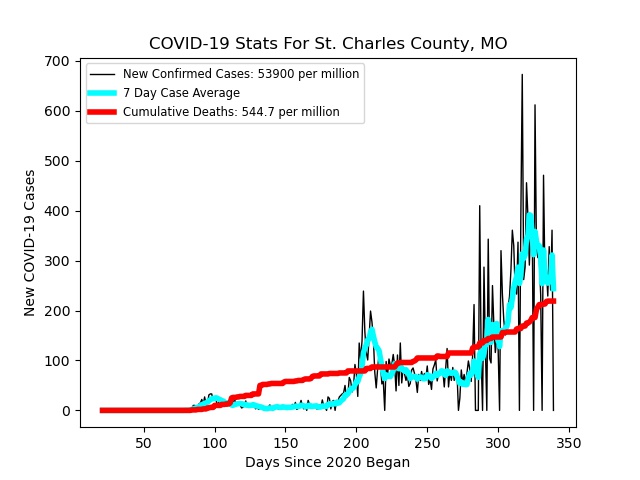 COVID-19 Stats For St. Charles County, MO
New Confirmed Cases: 53900 per million
7 Day Case Average
Cumulative Deaths: 544.7 per million
New COVID-19 Cases
700
600
500
400
300
200
100
0
50 100 150 200 250 300 350
Days Since 2020 Began